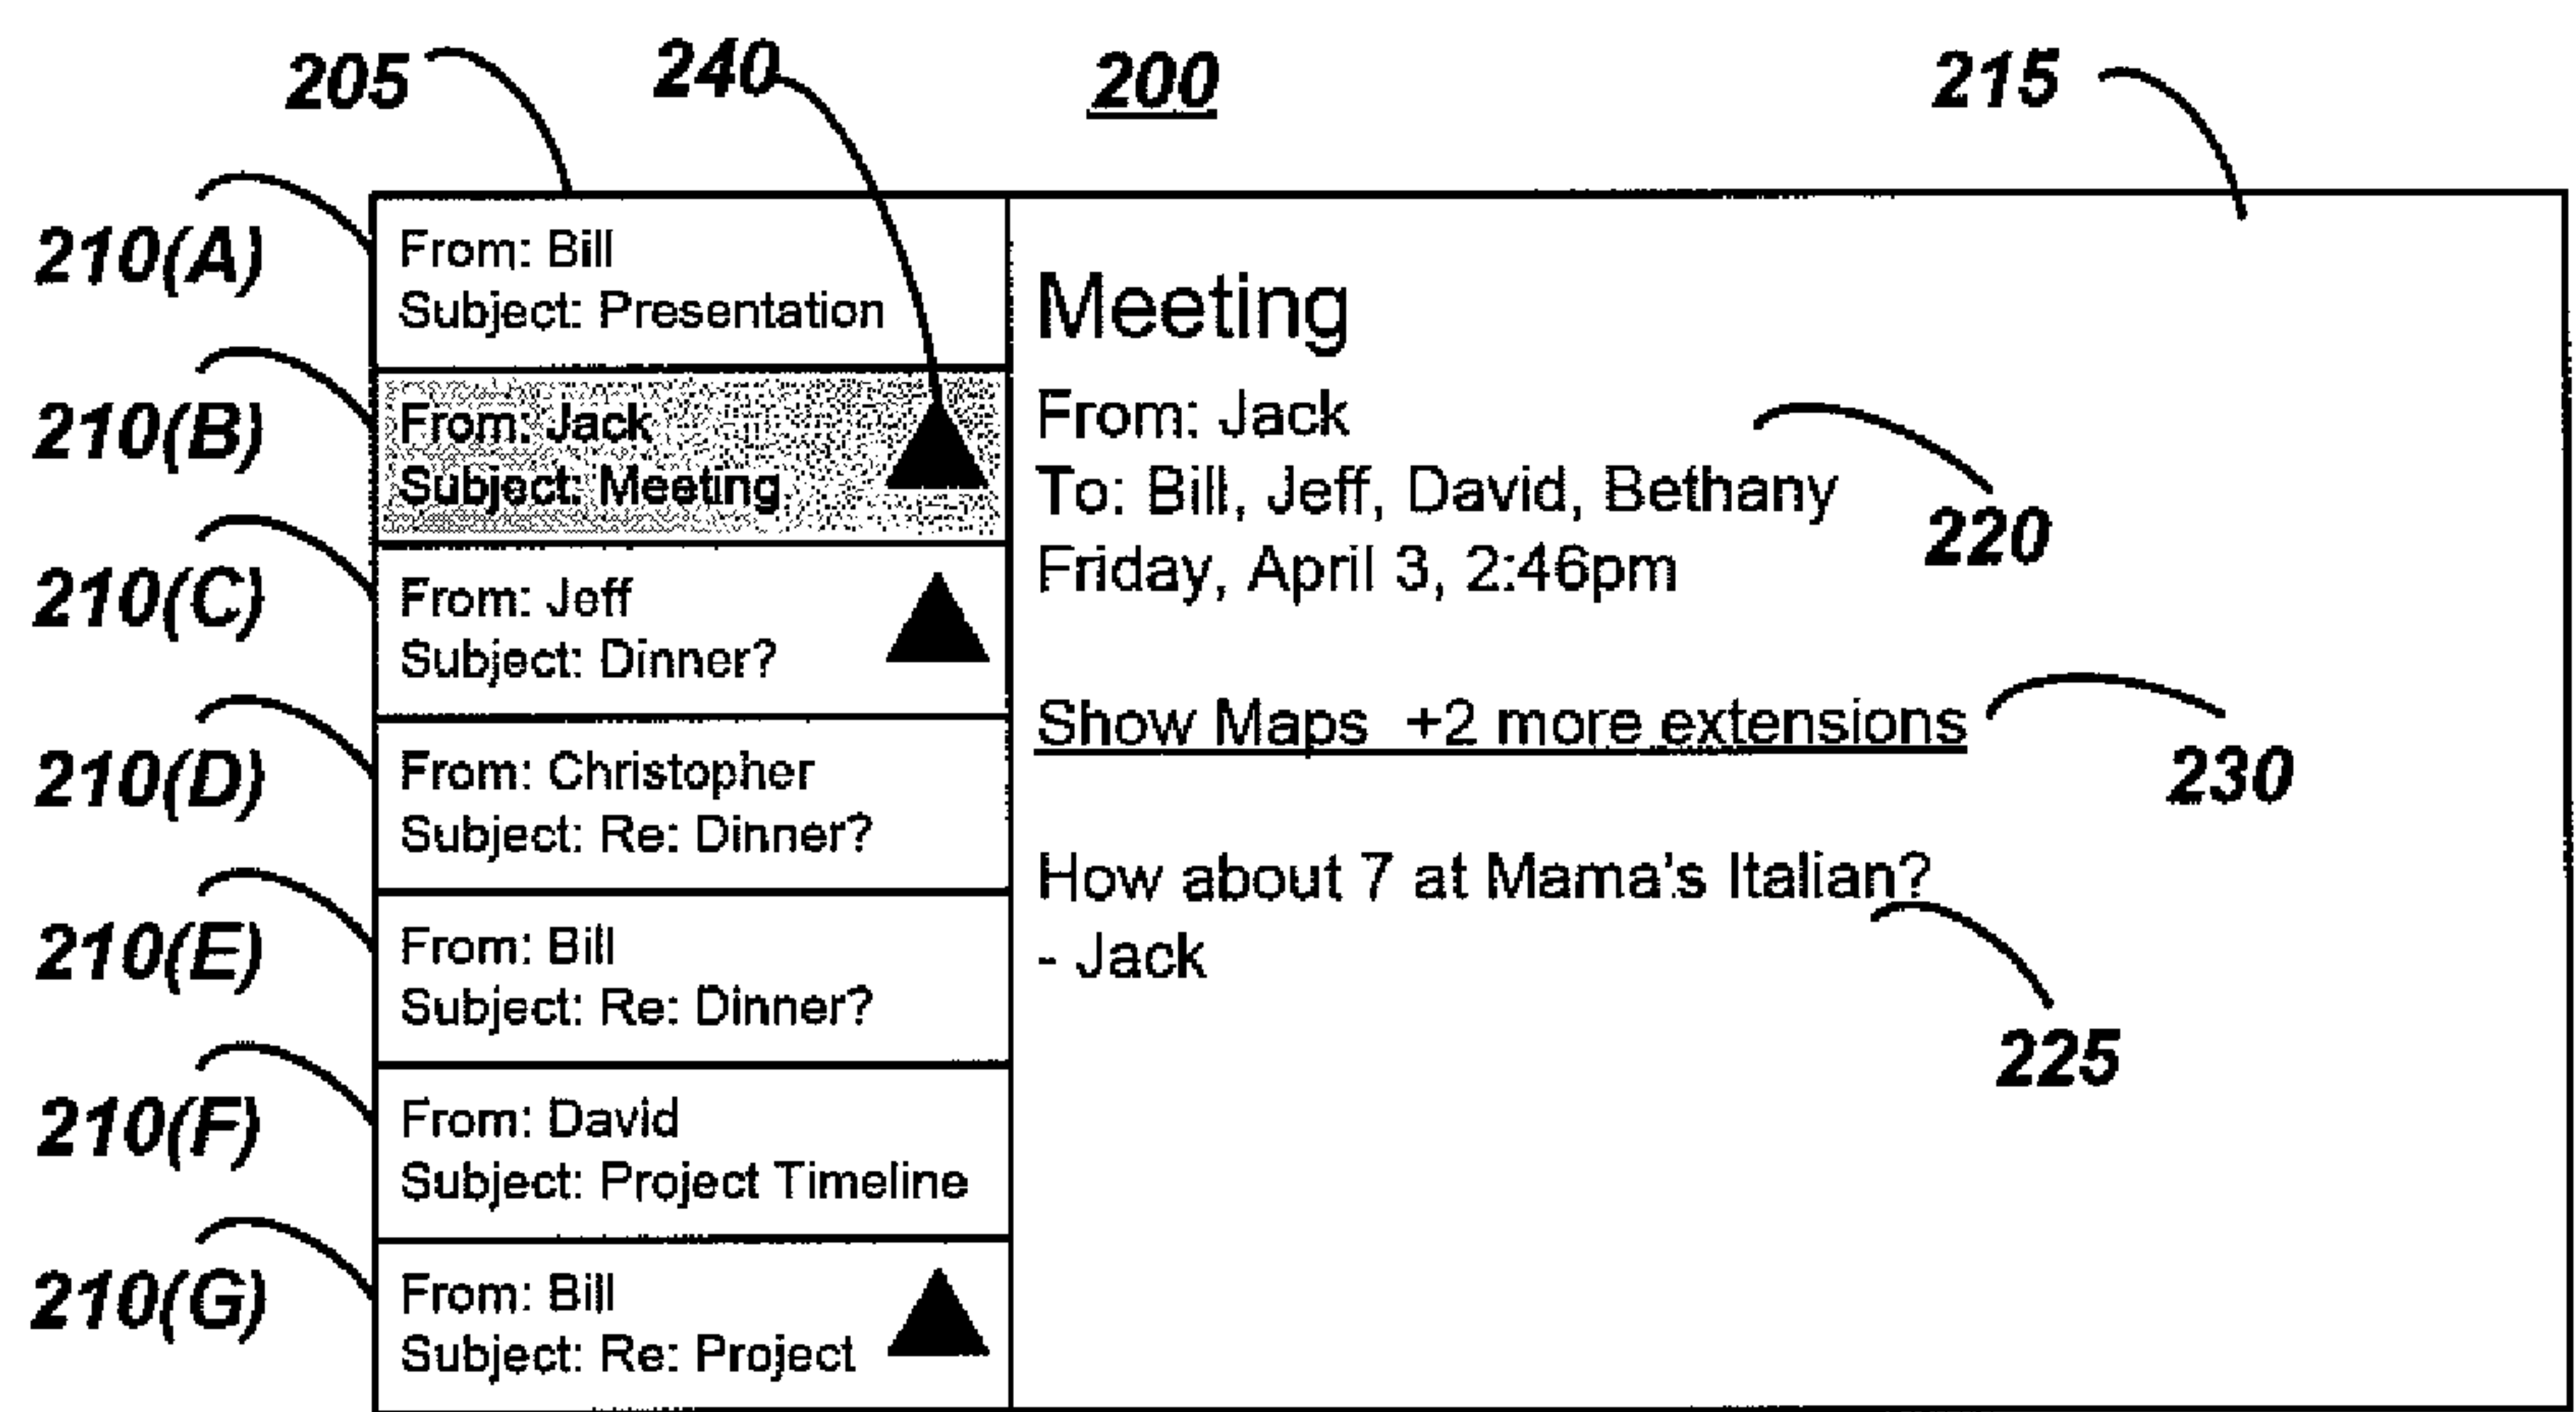 205 240 200 215
210(A)
From: Bill
Subject: Presentation
210(B)
From: Jack
Subject: Meeting
210(C)
From: Jeff
Subject: Dinner?
210(D)
From: Christopher
Subject: Re: Dinner?
210(E)
From: Bill
Subject: Re: Dinner?
210(F)
From: David
Subject: Project Timeline
210(G)
From: Bill
Subject: Re: Project
Meeting
From: Jack
To: Bill, Jeff, David, Bethany
220
Friday, April 3, 2:46pm
Show Maps +2 more extensions
230
How about 7 at Mama's Italian?
- Jack
225